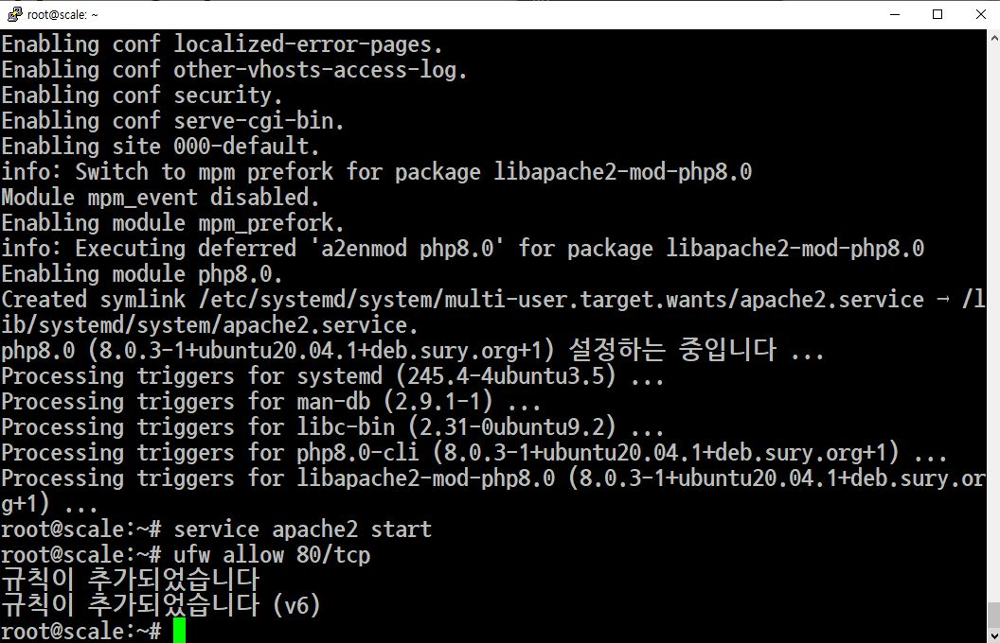 root@scale: ~
Enabling conf localized-error-pages.
Enabling conf other-vhosts-access-log.
Enabling conf security.
Enabling conf serve-cgi-bin.
Enabling site 000-default.
info: Switch to mpm prefork for package libapache2-mod-php8.0
Module mpm_event disabled.
Enabling module mpm_prefork.
info: Executing deferred 'a2enmod php8.0' for package libapache2-mod-php8.0
Enabling module php8.0.
Created symlink /etc/systemd/system/multi-user.target.wants/apache2.service → /l
ib/systemd/system/apache2.service.
php8.0 (8.0.3-1+ubuntu20.04.1+deb.sury.org+1) 설정하는 중입니다 ...
Processing triggers for systemd (245.4-4ubuntu3.5) ...
Processing triggers for man-db (2.9.1-1) ...
Processing triggers for libc-bin (2.31-0ubuntu9.2) ...
Processing triggers for php8.0-cli (8.0.3-1+ubuntu20.04.1+deb.sury.org+1) ...
Processing triggers for libapache2-mod-php8.0 (8.0.3-1+ubuntu20.04.1+deb.sury.or
g+1) ...
root@scale:~# service apache2 start
root@scale:~# ufw allow 80/tcp
규칙이 추가되었습니다
규칙이 추가되었습니다 (v6)
root@scale:~#